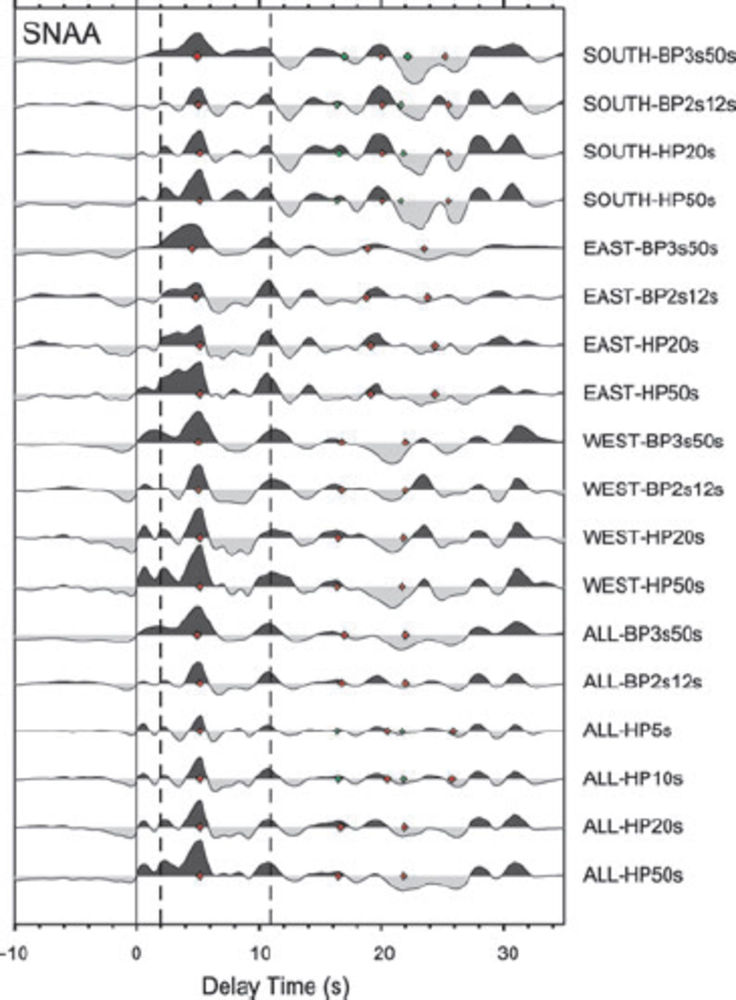 SNAA
SOUTH-BP3s50s
SOUTH-BP2s12s
SOUTH-HP20s
SOUTH-HP50s
EAST-BP3s50s
EAST-BP2s12s
EAST-HP20s
EAST-HP50s
WEST-BP3s50s
WEST-BP2s12s
WEST-HP20s
WEST-HP50s
ALL-BP3s50s
ALL-BP2s12s
ALL-HP5s
ALL-HP10s
ALL-HP20s
ALL-HP50s
-10 0 10 20 30
Delay Time (s)